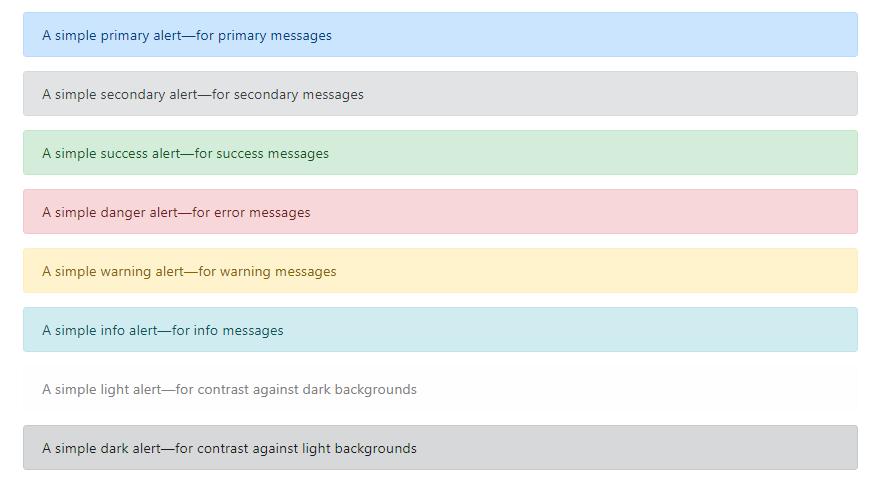 A simple primary alert—for primary messages
A simple secondary alert—for secondary messages
A simple success alert—for success messages
A simple danger alert—for error messages
A simple warning alert—for warning messages
A simple info alert—for info messages
A simple light alert—for contrast against dark backgrounds
A simple dark alert—for contrast against light backgrounds